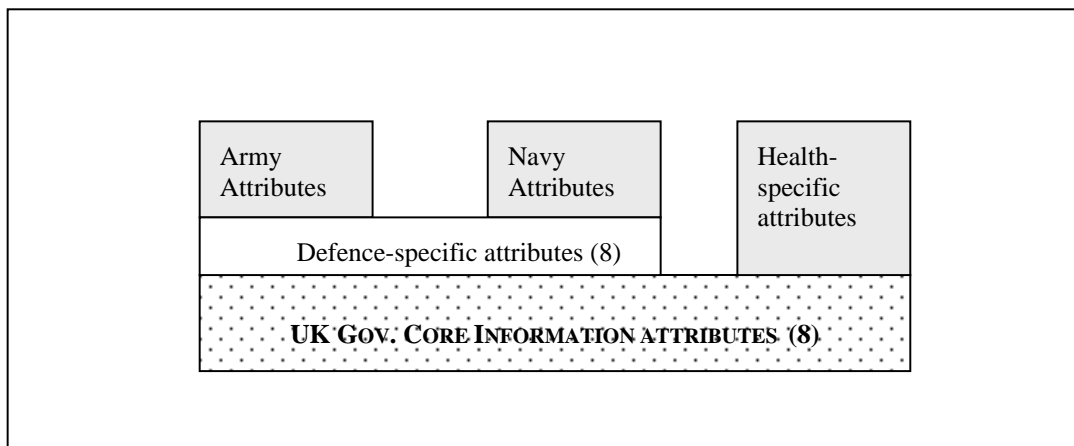 Army
Attributes
Navy
Attributes
Health-
specific
attributes
Defence-specific attributes (8)
UK GOV. CORE INFORMATION ATTRIBUTES (8)